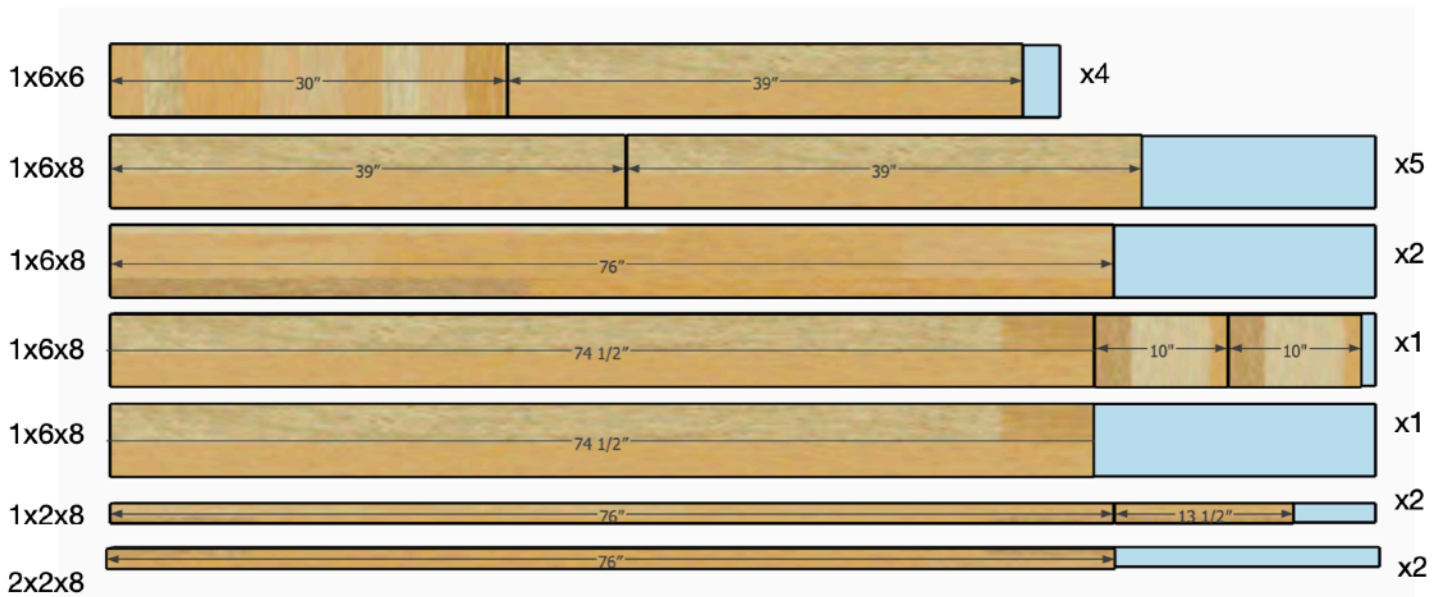 1x6x6 30" 39" x4
1x6x8 39" 39" x5
1x6x8 76" x2
1x6x8 74 1/2" 10" 10" x1
1x6x8 74 1/2" x1
1x2x8 76" 13 1/2" x2
2x2x8 76" x2